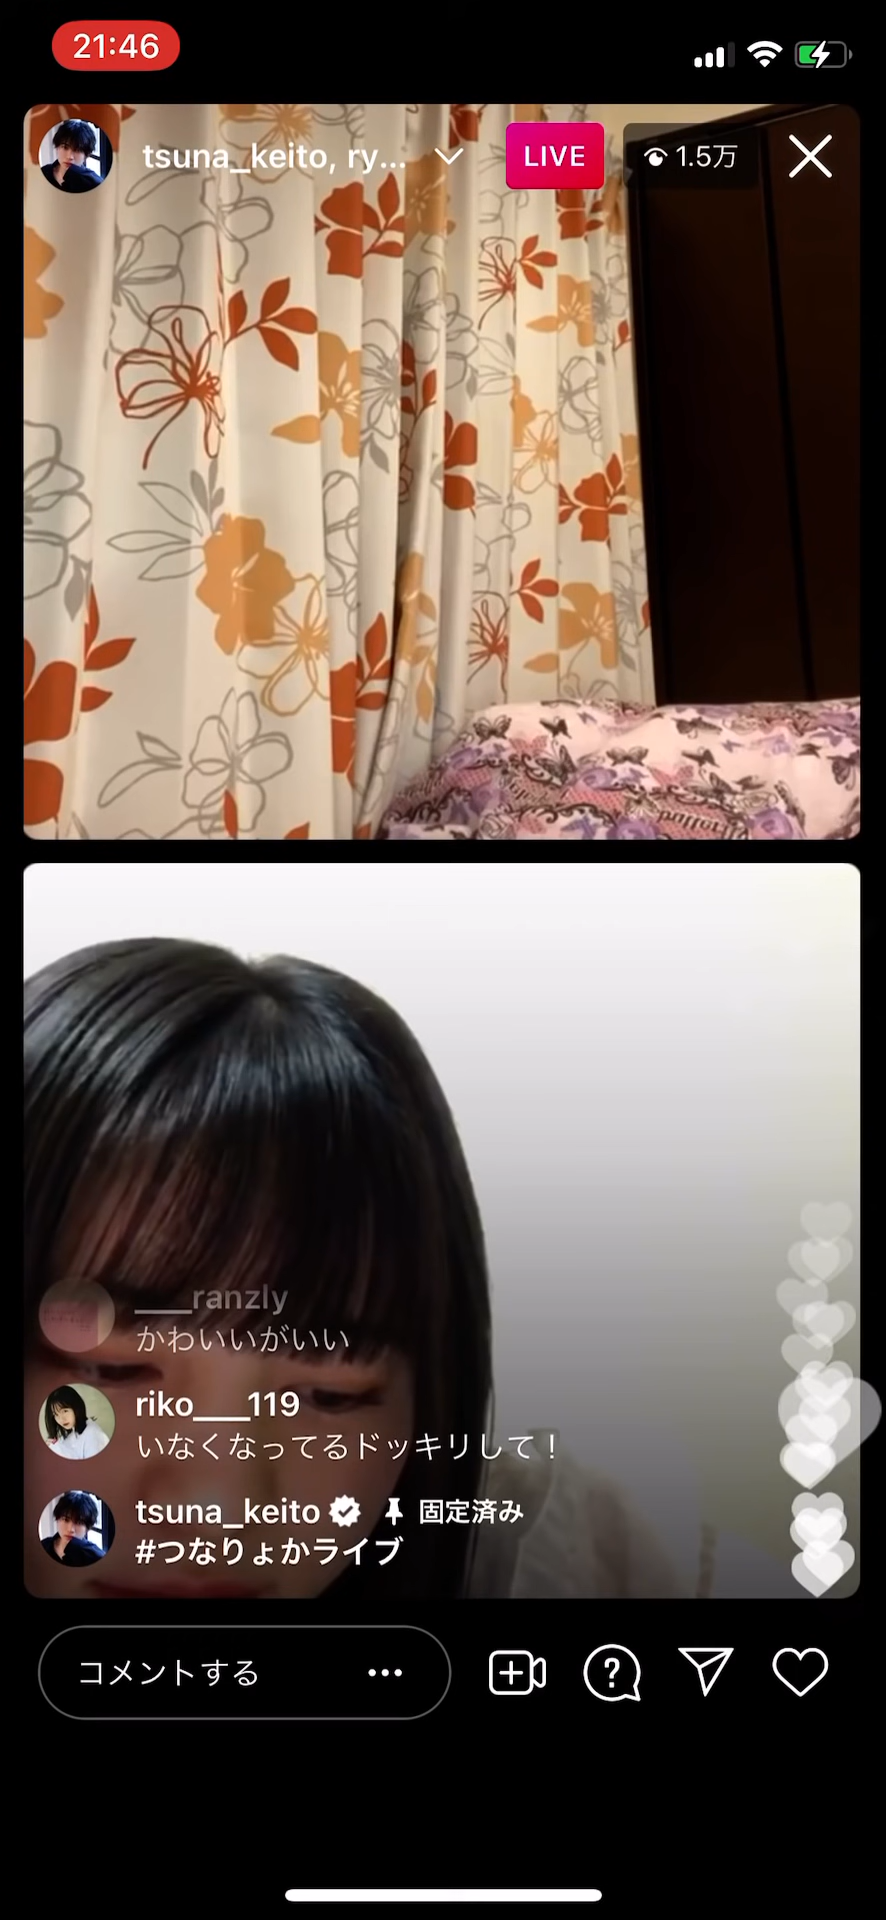 21:46
tsuna_keito, ry...
LIVE
1.5万
___ranzly
かわいいがいい
riko___119
いなくなってるドッキリして！
tsuna_keito 固定済み
#つなりょかライブ
コメントする